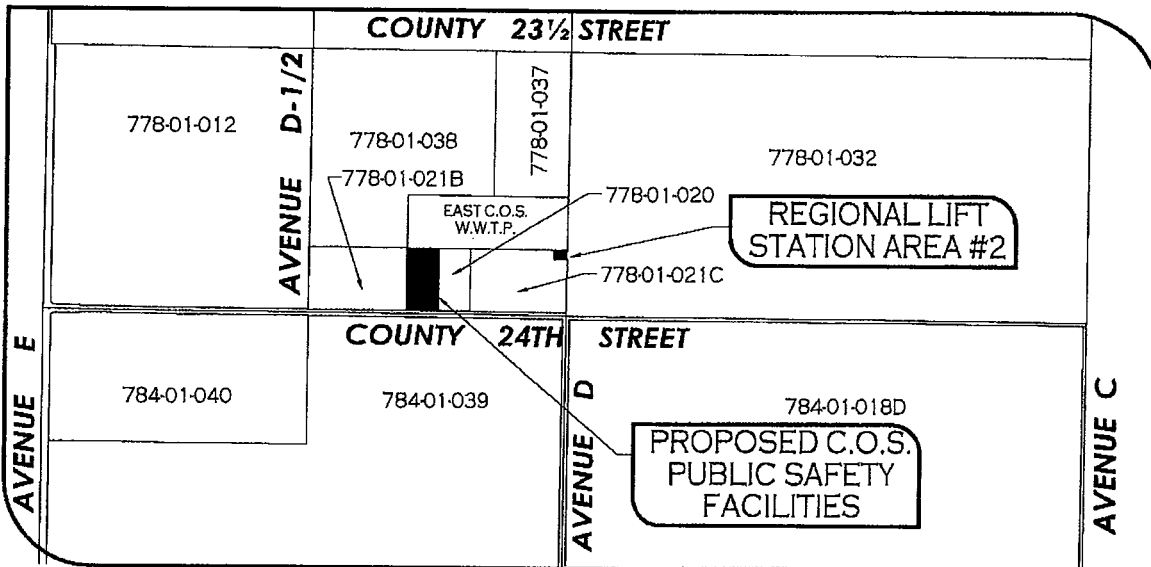 COUNTY 23½ STREET
AVENUE D-1/2
778-01-037
778-01-012
778-01-038
778-01-032
778-01-021B
778-01-020
EAST C.O.S.
W.W.T.P.
REGIONAL LIFT
STATION AREA #2
778-01-021C
COUNTY 24TH STREET
AVENUE E
784-01-040
784-01-039
AVENUE D
784-01-018D
AVENUE C
PROPOSED C.O.S.
PUBLIC SAFETY
FACILITIES